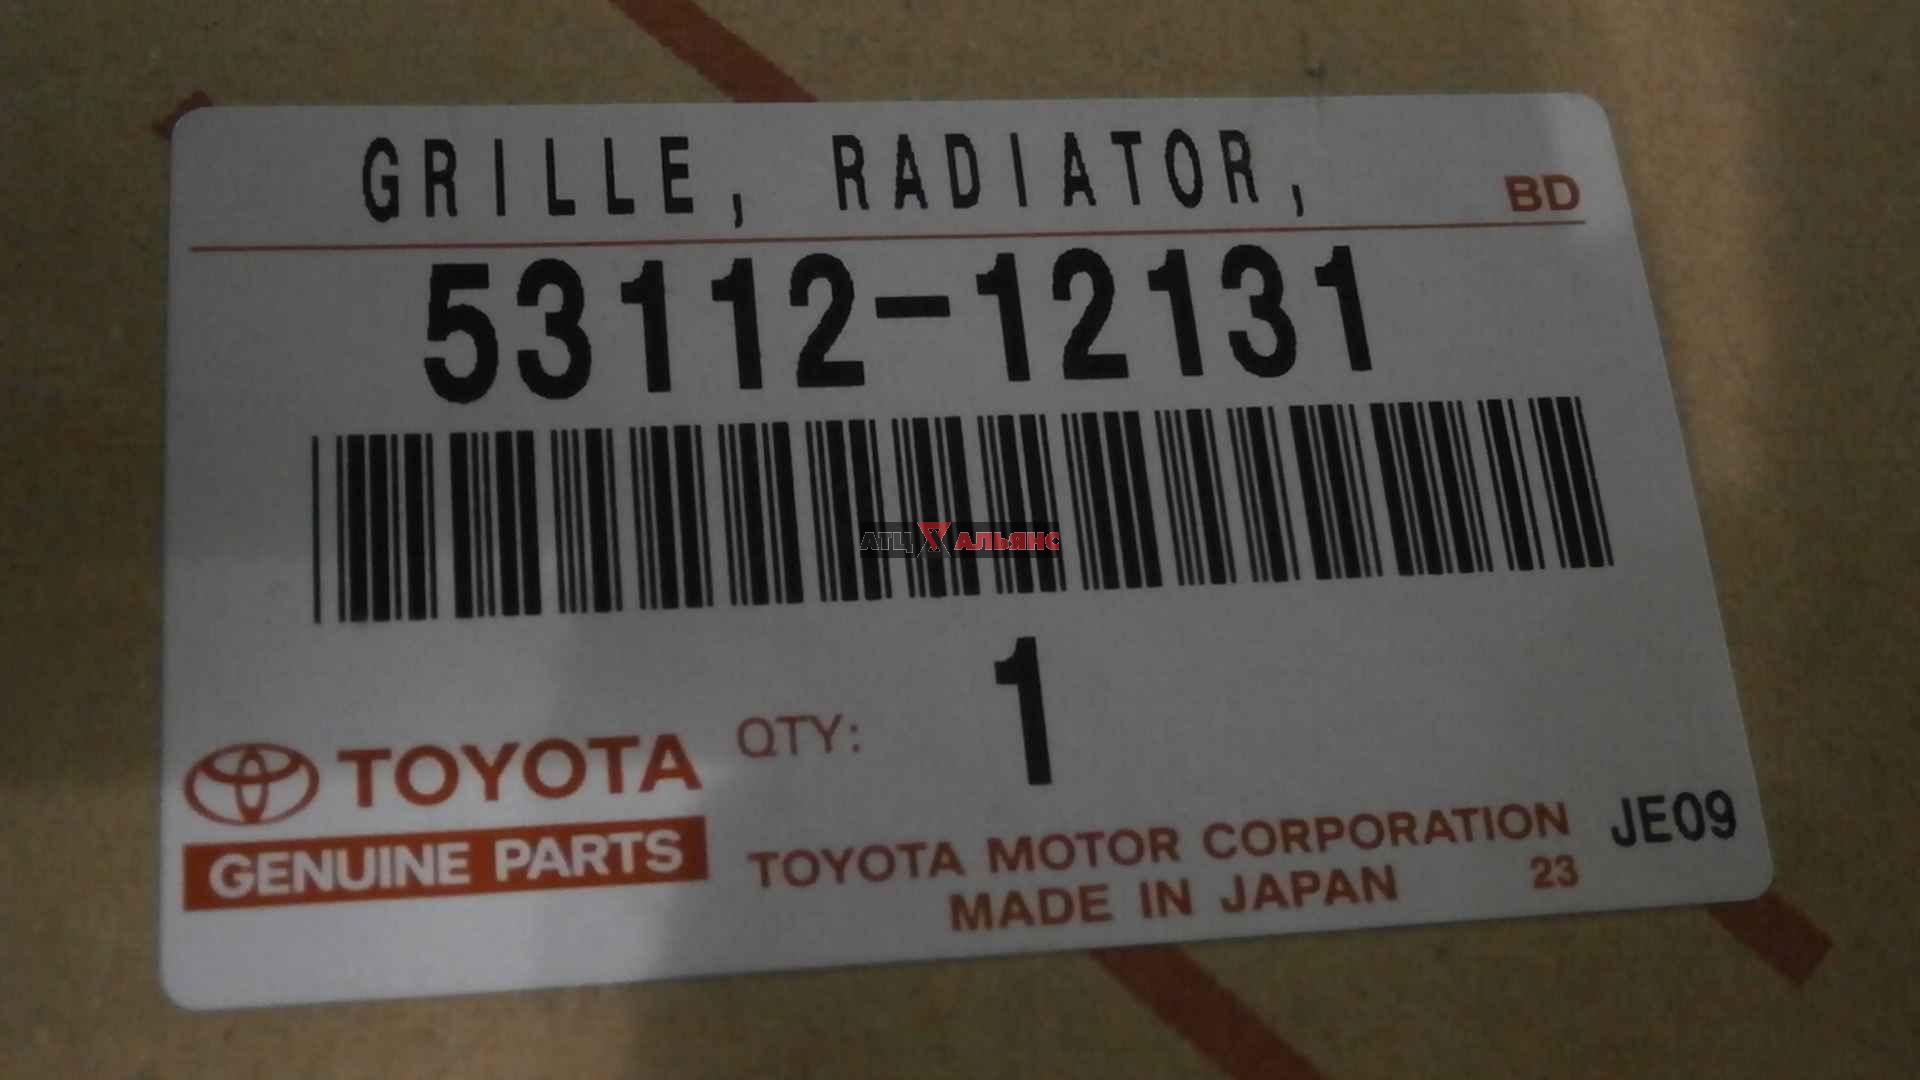 GRILLE, RADIATOR,
BD
53112-12131
АТЦ АЛЬЯНС
QTY: 1
TOYOTA
GENUINE PARTS
TOYOTA MOTOR CORPORATION
JE09
MADE IN JAPAN 23